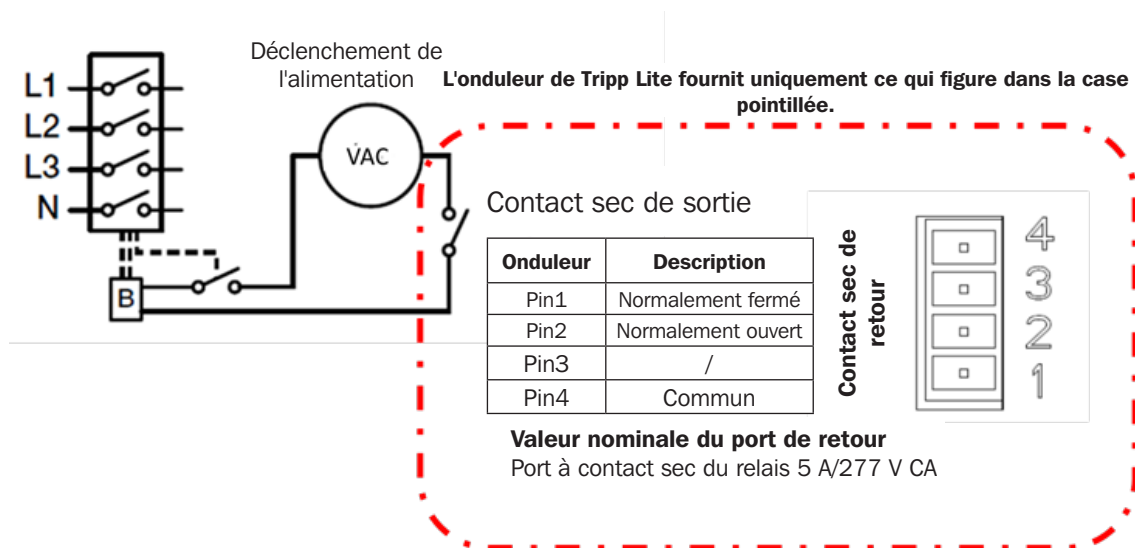 Déclenchement de
l'alimentation
L'onduleur de Tripp Lite fournit uniquement ce qui figure dans la case
pointillée.
L1
L2
L3
N
VAC
B
Contact sec de sortie
Onduleur Description
Pin1 Normalement fermé
Pin2 Normalement ouvert
Pin3 /
Pin4 Commun
Contact sec de
retour
4
3
2
1
Valeur nominale du port de retour
Port à contact sec du relais 5 A/277 V CA